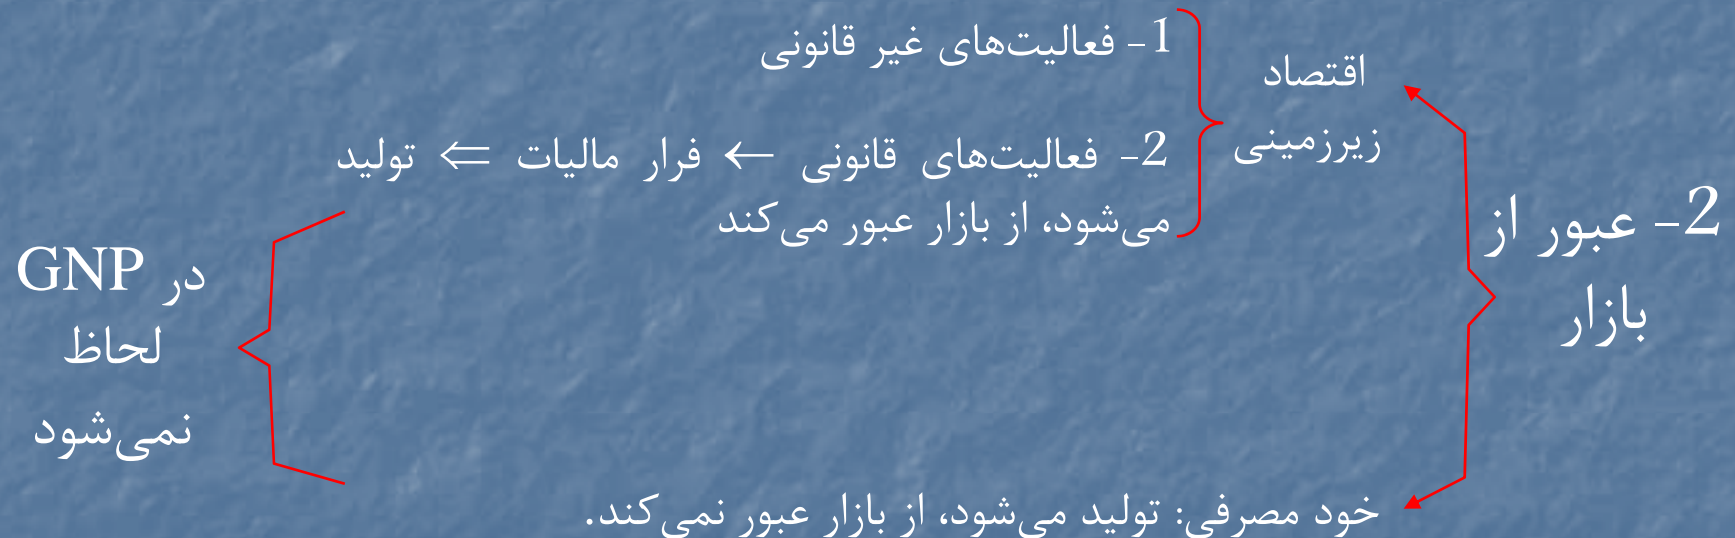 2- عبور از
بازار
اقتصاد
زیرزمینی
1- فعالیت‌های غیر قانونی
2- فعالیت‌های قانونی ← فرار مالیات ⇐ تولید
می‌شود، از بازار عبور می‌کند
خود مصرفی: تولید می‌شود، از بازار عبور نمی‌کند.
در GNP
لحاظ
نمی‌شود